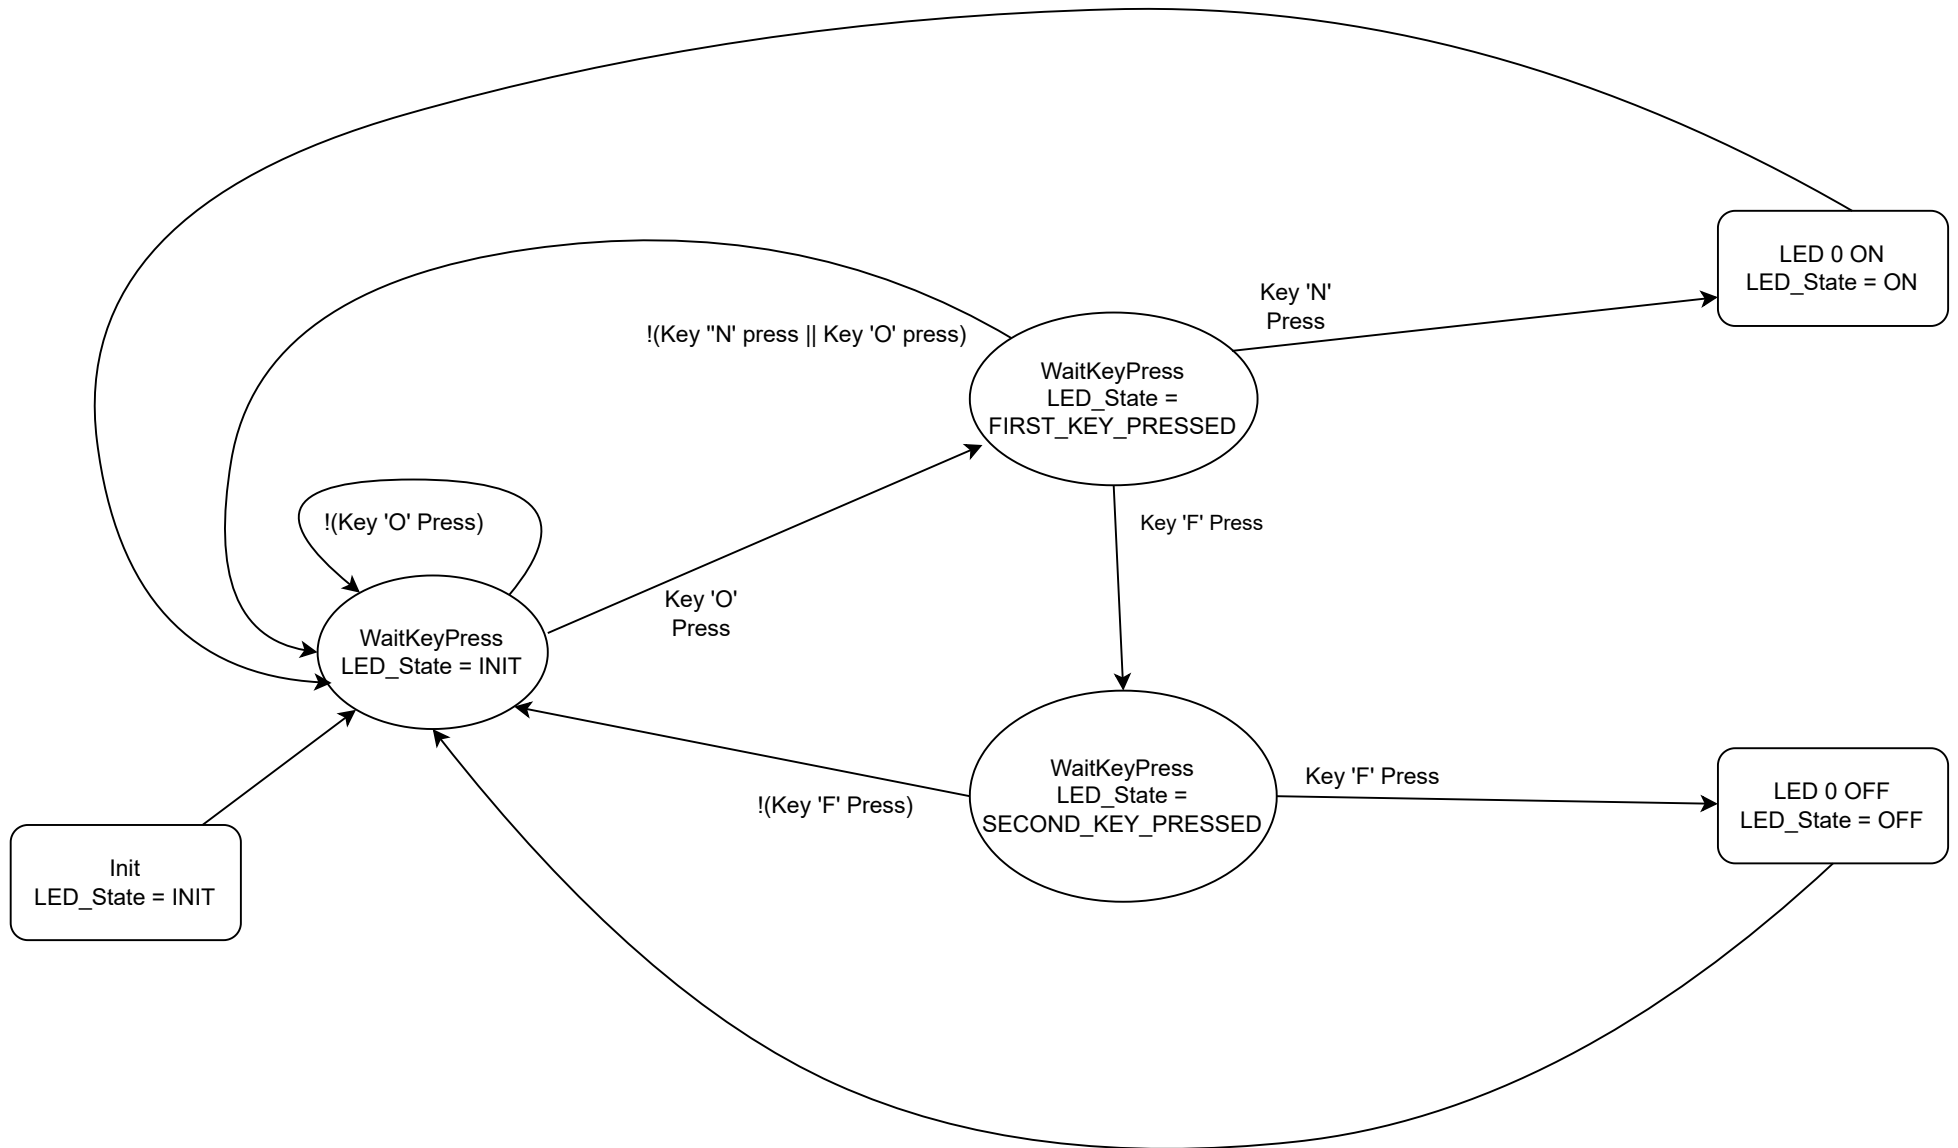 LED 0 ON
LED_State = ON
Key 'N'
Press
!(Key "N' press || Key 'O' press)
WaitKeyPress
LED_State =
FIRST_KEY_PRESSED
!(Key 'O' Press)
Key 'F' Press
Key 'O'
Press
WaitKeyPress
LED_State = INIT
WaitKeyPress
LED_State =
SECOND_KEY_PRESSED
Key 'F' Press
!(Key 'F' Press)
LED 0 OFF
LED_State = OFF
Init
LED_State = INIT